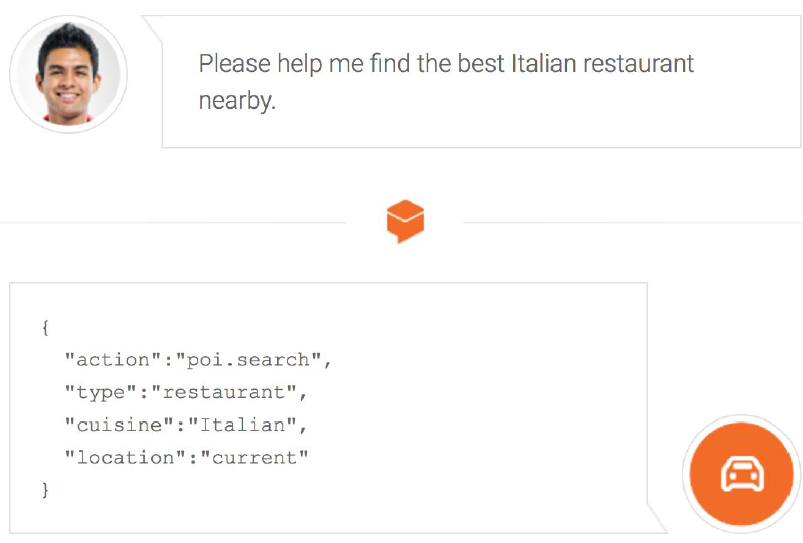 Please help me find the best Italian restaurant
nearby.
{
"action":"poi.search",
"type":"restaurant",
"cuisine":"Italian",
"location":"current"
}